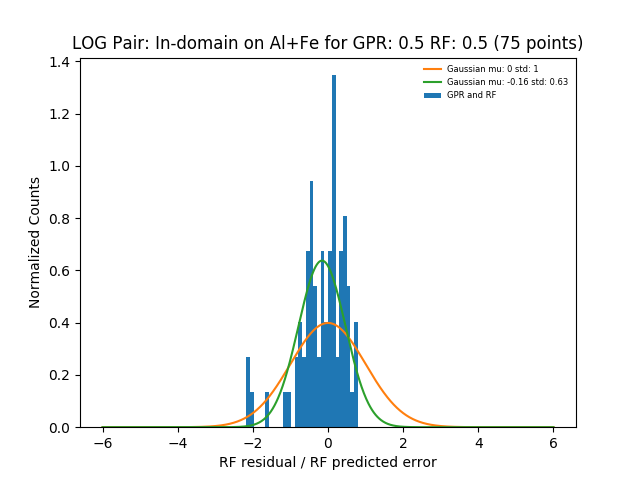 LOG Pair: In-domain on Al+Fe for GPR: 0.5 RF: 0.5 (75 points)
Gaussian mu: 0 std: 1
Gaussian mu: -0.16 std: 0.63
GPR and RF
Normalized Counts
1.4
1.2
1.0
0.8
0.6
0.4
0.2
0.0
−6 −4 −2 0 2 4 6
RF residual / RF predicted error